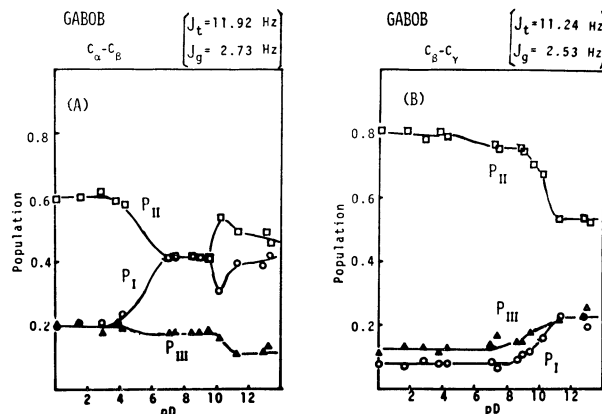 GABOB
Cα-Cβ
Jt=11.92 Hz
Jg= 2.73 Hz
(A)
PII
PI
PIII
Population
0.8
0.6
0.4
0.2
0 2 4 6 8 10 12
pD
GABOB
Cβ-Cγ
Jt=11.24 Hz
Jg= 2.53 Hz
(B)
PII
PIII
PI
Population
0.8
0.6
0.4
0.2
0 2 4 6 8 10 12
pD